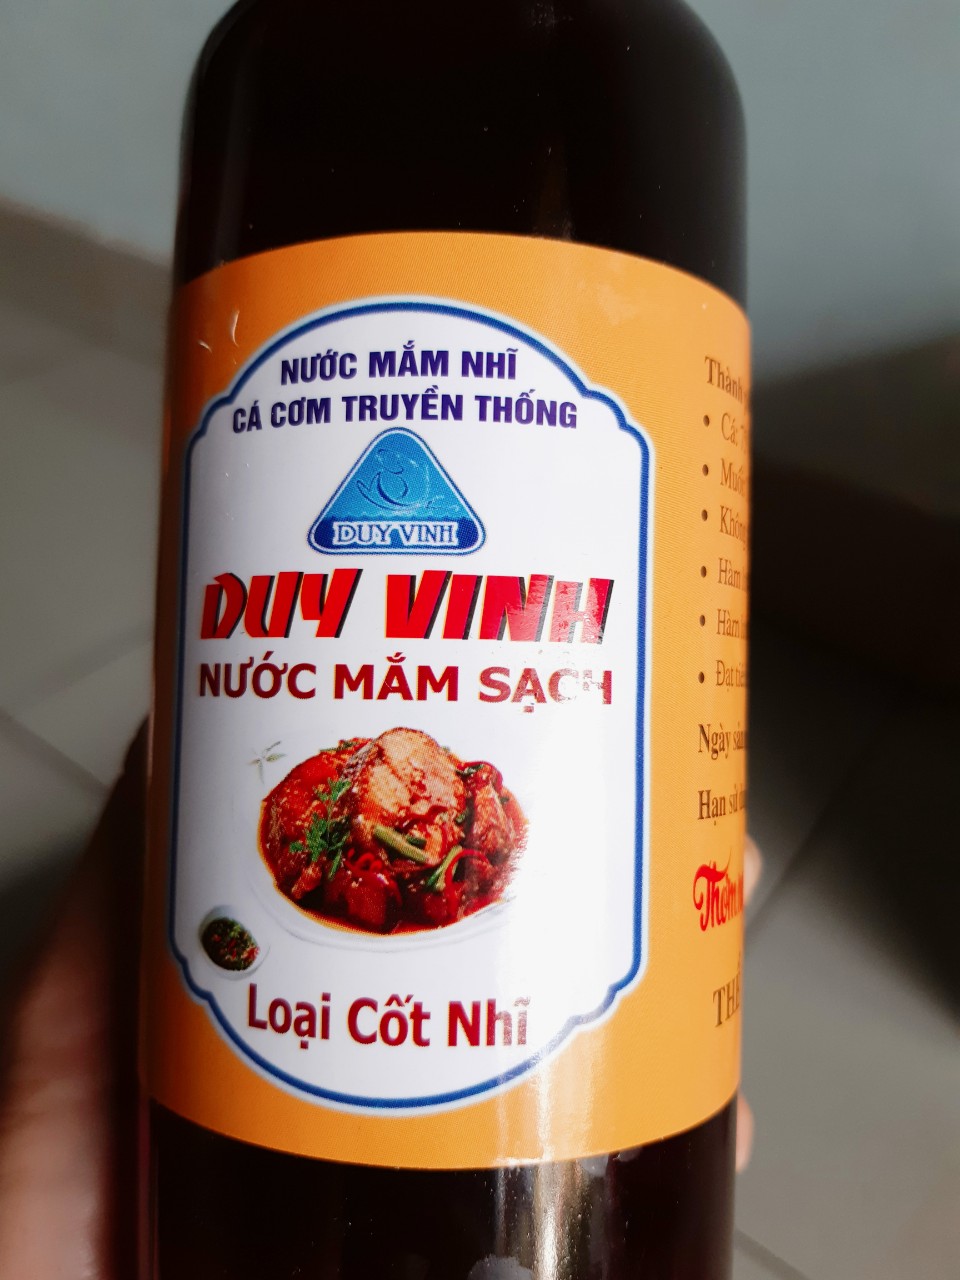 NƯỚC MẮM NHĨ
CÁ CƠM TRUYỀN THỐNG
DUY VINH
DUY VINH
NƯỚC MẮM SẠCH
Loại Cốt Nhĩ
Thành
Cá:
Muối
Không
Hàm
Hàm
Đạt
Ngày
Hạn sử